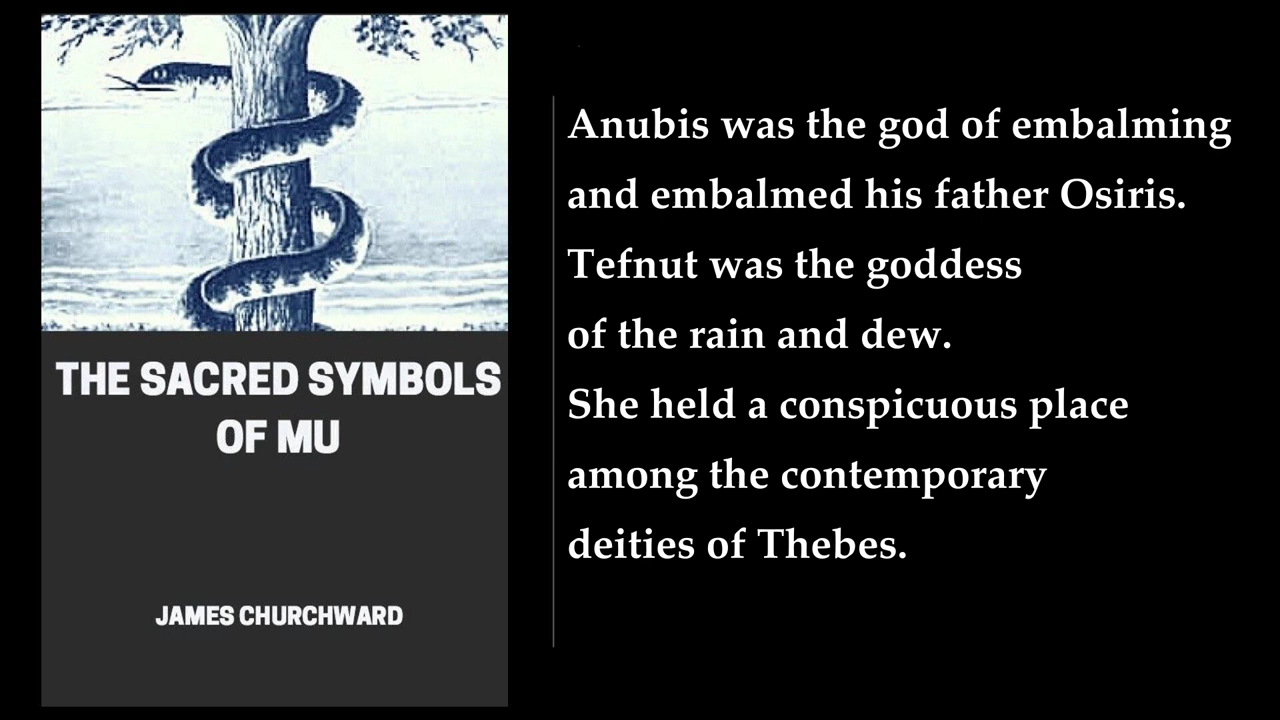 THE SACRED SYMBOLS
OF MU
JAMES CHURCHWARD
Anubis was the god of embalming
and embalmed his father Osiris.
Tefnut was the goddess
of the rain and dew.
She held a conspicuous place
among the contemporary
deities of Thebes.